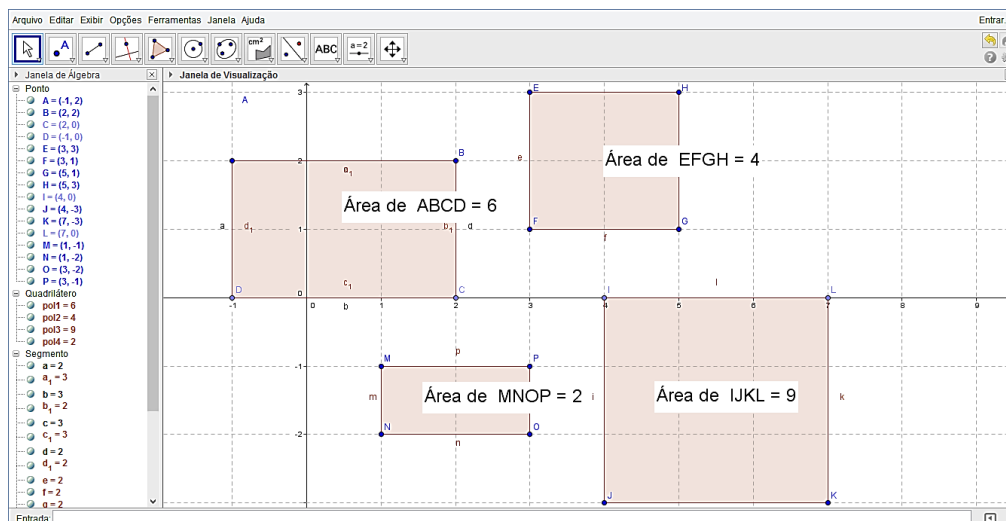 Arquivo Editar Exibir Opções Ferramentas Janela Ajuda Entrar.
A cm² ABC a=2
Janela de Álgebra
Ponto
A = (-1, 2)
B = (2, 2)
C = (2, 0)
D = (-1, 0)
E = (3, 3)
F = (3, 1)
G = (5, 1)
H = (5, 3)
I = (4, 0)
J = (4, -3)
K = (7, -3)
L = (7, 0)
M = (1, -1)
N = (1, -2)
O = (3, -2)
P = (3, -1)
Quadrilátero
pol1 = 6
pol2 = 4
pol3 = 9
pol4 = 2
Segmento
a = 2
a₁ = 3
b = 3
b₁ = 2
c = 3
c₁ = 3
d = 2
d₁ = 2
e = 2
f = 2
g = 2
Janela de Visualização
A 3 E H
2 B e Área de EFGH = 4
a₁
Área de ABCD = 6
a d₁ 1 b₁ d F G
f
c₁ l
D 0 C I L
-1 0 b 1 2 3 4 5 6 7 8 9
p
-1 M P
m Área de MNOP = 2 i Área de IJKL = 9 k
-2 N O
n
J K
Entrada: